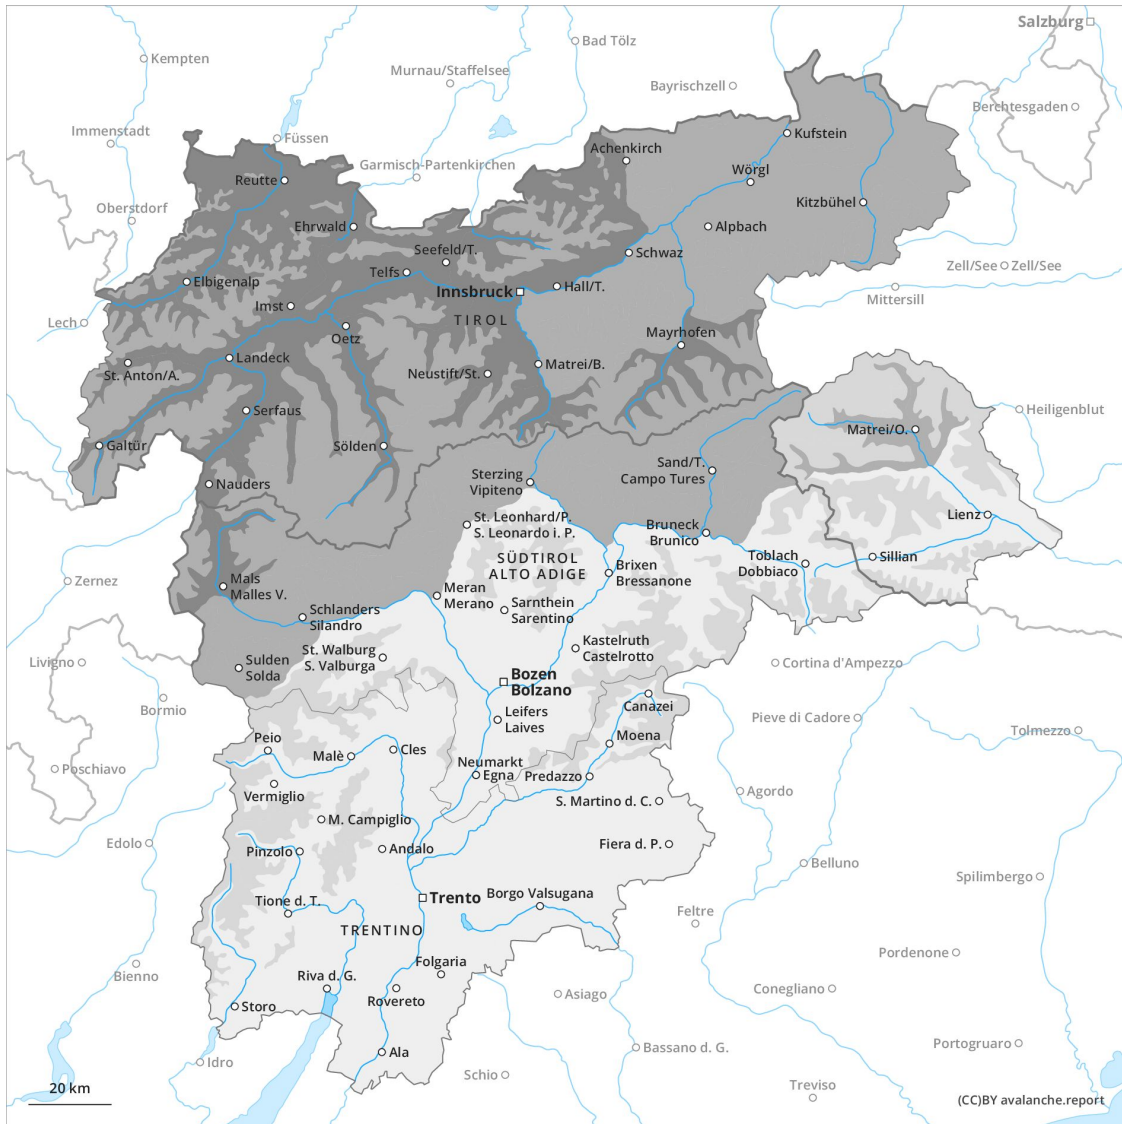 Salzburg
Bad Tölz
Kempten
Murnau/Staffelsee
Bayrischzell
Berchtesgaden
Immenstadt
Füssen
Kufstein
Achenkirch
Garmisch-Partenkirchen
Wörgl
Reutte
Kitzbühel
Oberstdorf
Ehrwald
Alpbach
Seefeld/T.
Schwaz
Zell/See
Zell/See
Telfs
Elbigenalp
Hall/T.
Innsbruck
Mittersill
Imst
TIROL
Lech
Mayrhofen
Oetz
Landeck
Matrei/B.
St. Anton/A.
Neustift/St.
Serfaus
Heiligenblut
Matrei/O.
Galtür
Sölden
Sand/T.
Campo Tures
Sterzing
Vipiteno
Nauders
Lienz
St. Leonhard/P.
S. Leonardo i. P.
Bruneck
Brunico
SÜDTIROL
ALTO ADIGE
Toblach
Dobbiaco
Sillian
Brixen
Bressanone
Zernez
Mals
Malles V.
Meran
Merano
Sarnthein
Sarentino
Schlanders
Silandro
Kastelruth
Castelrotto
St. Walburg
S. Valburga
Livigno
Sulden
Solda
Cortina d'Ampezzo
Bozen
Bolzano
Bormio
Canazei
Leifers
Laives
Pieve di Cadore
Tolmezzo
Peio
Moena
Cles
Malè
Neumarkt
Egna
Poschiavo
Predazzo
Vermiglio
Agordo
S. Martino d. C.
M. Campiglio
Edolo
Fiera d. P.
Pinzolo
Andalo
Belluno
Spilimbergo
Borgo Valsugana
Trento
Tione d. T.
Feltre
TRENTINO
Pordenone
Folgaria
Bienno
Riva d. G.
Conegliano
Asiago
Rovereto
Storo
Portogruaro
Bassano d. G.
Ala
Idro
Schio
Treviso
20 km
(CC)BY avalanche.report